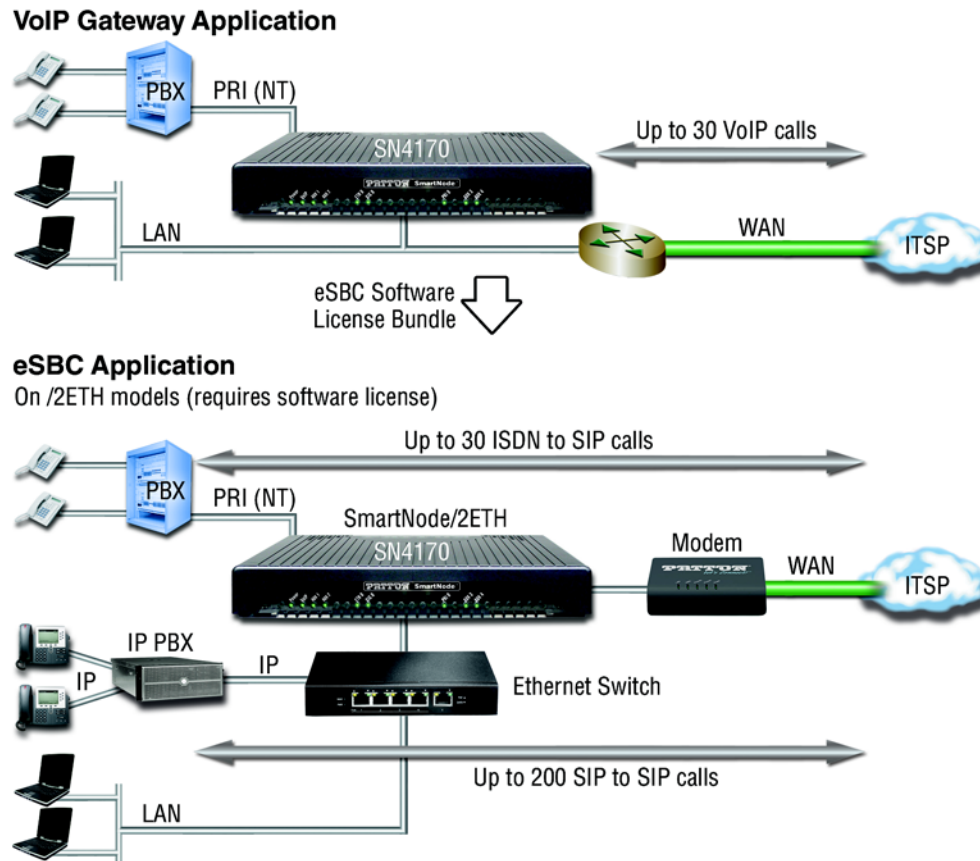 VoIP Gateway Application
PBX
PRI (NT)
SN4170
PATTON SmartNode
Up to 30 VoIP calls
LAN
WAN
ITSP
eSBC Software
License Bundle
eSBC Application
On /2ETH models (requires software license)
Up to 30 ISDN to SIP calls
PBX
PRI (NT)
SmartNode/2ETH
SN4170
PATTON SmartNode
Modem
PATTON
WAN
ITSP
IP PBX
IP
IP
Ethernet Switch
Up to 200 SIP to SIP calls
LAN